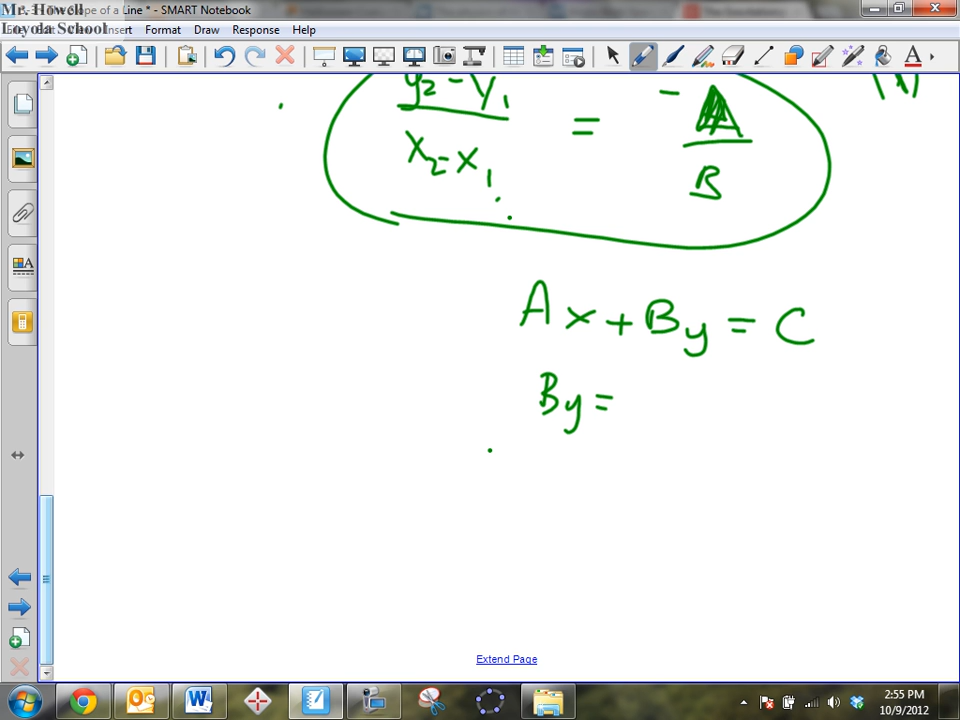 Mr. Howell
Loyola School
Slope of a Line * - SMART Notebook
Insert Format Draw Response Help
y₂ - y₁
x₂ - x₁
= - A
B
(x)
Ax + By = C
By =
Extend Page
2:55 PM
10/9/2012